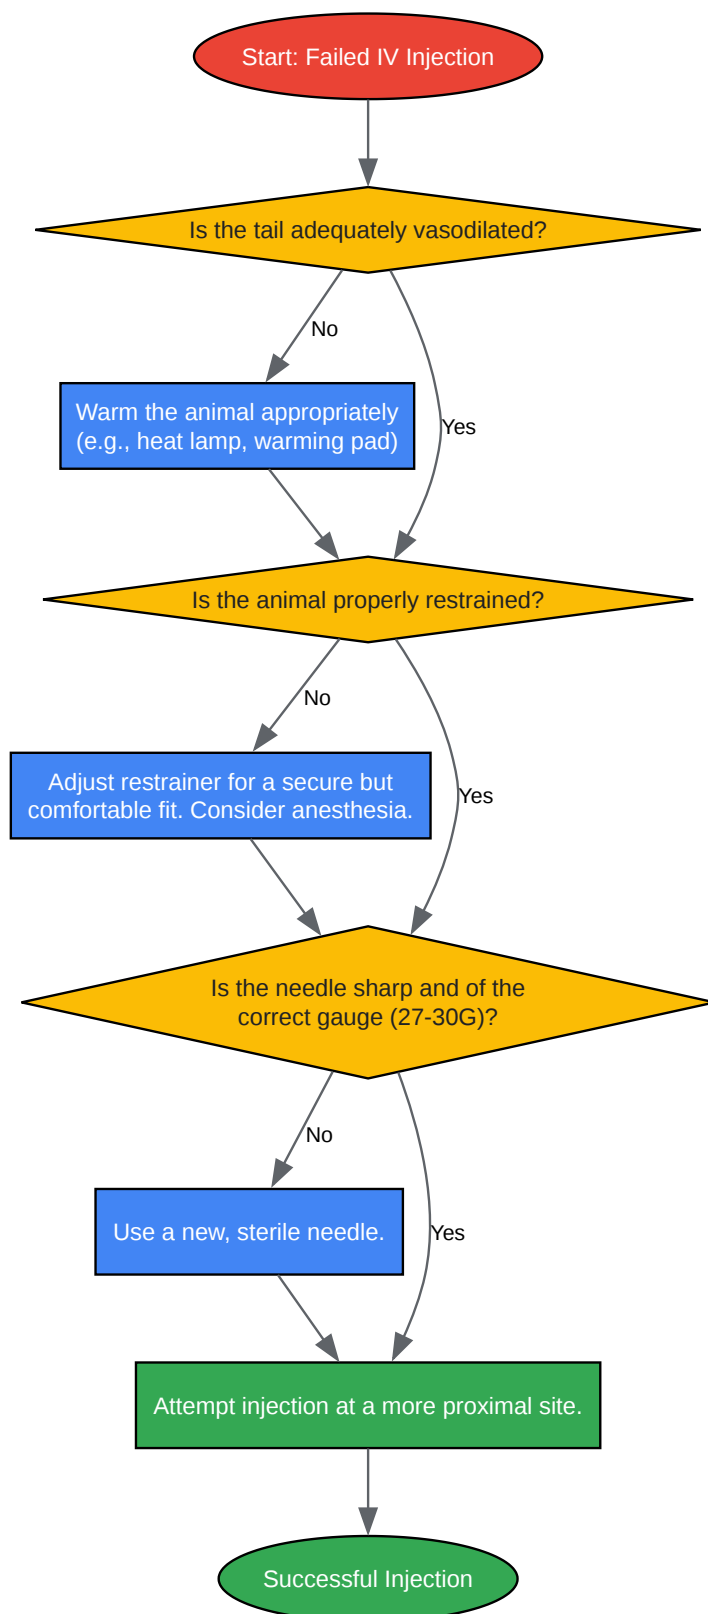 Start: Failed IV Injection
Is the tail adequately vasodilated?
No
Warm the animal appropriately
(e.g., heat lamp, warming pad)
Yes
Is the animal properly restrained?
No
Adjust restrainer for a secure but
comfortable fit. Consider anesthesia.
Yes
Is the needle sharp and of the
correct gauge (27-30G)?
No
Use a new, sterile needle.
Yes
Attempt injection at a more proximal site.
Successful Injection